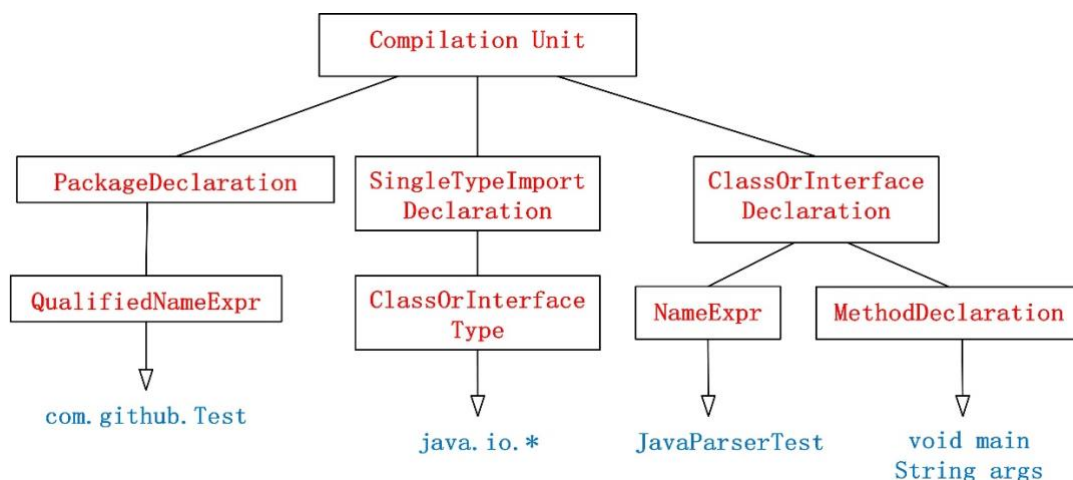 Compilation Unit
PackageDeclaration
SingleTypeImport
Declaration
ClassOrInterface
Declaration
QualifiedNameExpr
ClassOrInterface
Type
NameExpr
MethodDeclaration
com.github.Test
java.io.*
JavaParserTest
void main
String args